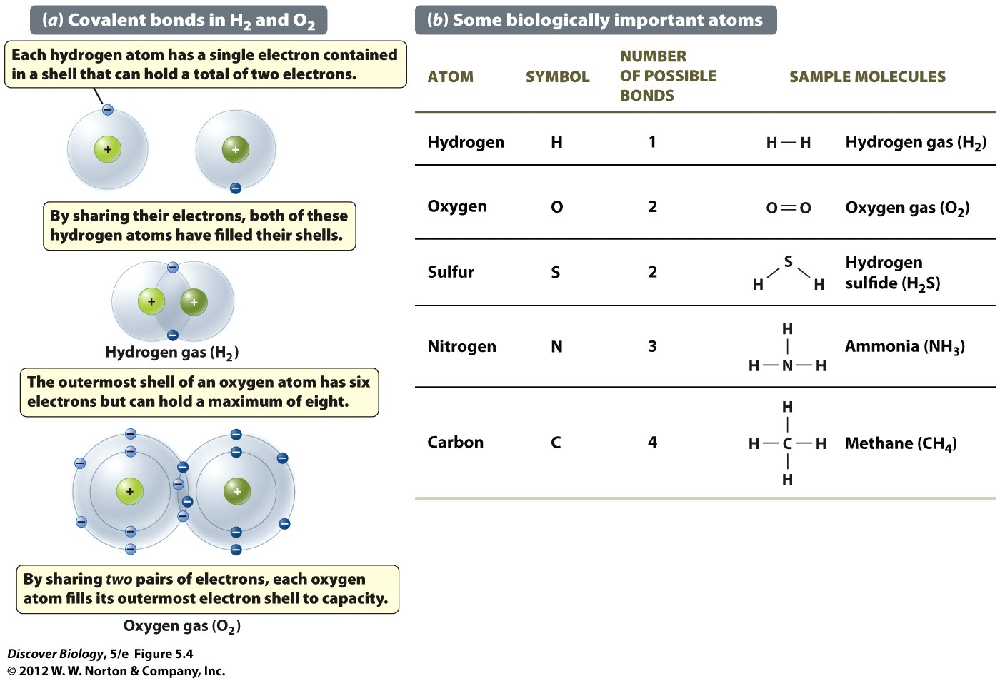 (a) Covalent bonds in H₂ and O₂
Each hydrogen atom has a single electron contained
in a shell that can hold a total of two electrons.
−
+
+
−
By sharing their electrons, both of these
hydrogen atoms have filled their shells.
−
+ +
−
Hydrogen gas (H₂)
The outermost shell of an oxygen atom has six
electrons but can hold a maximum of eight.
− −
− −
− − −
+ − +
−
− − −
− −
− −
By sharing two pairs of electrons, each oxygen
atom fills its outermost electron shell to capacity.
Oxygen gas (O₂)
(b) Some biologically important atoms
ATOM SYMBOL NUMBER
OF POSSIBLE
BONDS SAMPLE MOLECULES
Hydrogen H 1 H—H Hydrogen gas (H₂)
Oxygen O 2 O=O Oxygen gas (O₂)
Sulfur S 2 S
H H Hydrogen
sulfide (H₂S)
Nitrogen N 3 H
H—N—H Ammonia (NH₃)
Carbon C 4 H
H—C—H Methane (CH₄)
H
Discover Biology, 5/e Figure 5.4
© 2012 W. W. Norton & Company, Inc.